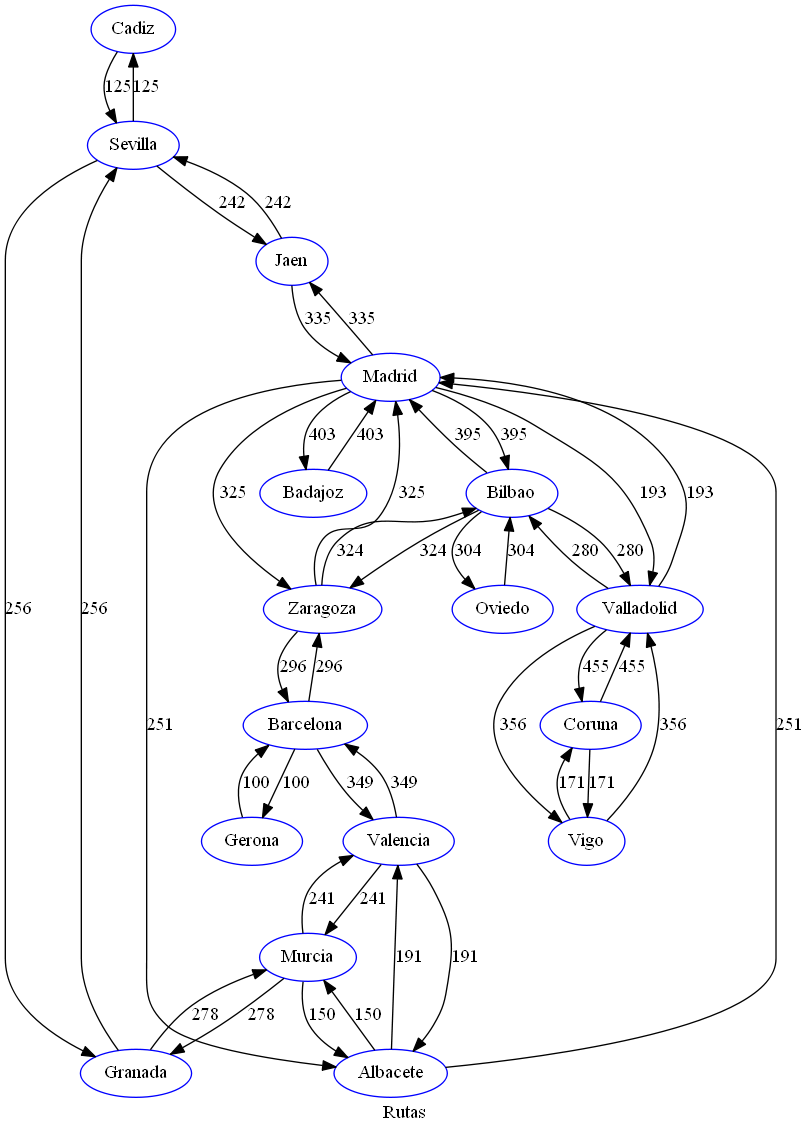 Cadiz
125 125
Sevilla
242 242
Jaen
335 335
Madrid
403 403 395 395
325 325 193 193
Badajoz Bilbao
324 324 304 304 280 280
Zaragoza Oviedo Valladolid
256 256
296 296 455 455
251 356 356 251
Barcelona Coruna
100 100 349 349 171 171
Gerona Valencia Vigo
241 241
191 191
Murcia
278 278 150 150
Granada Albacete
Rutas